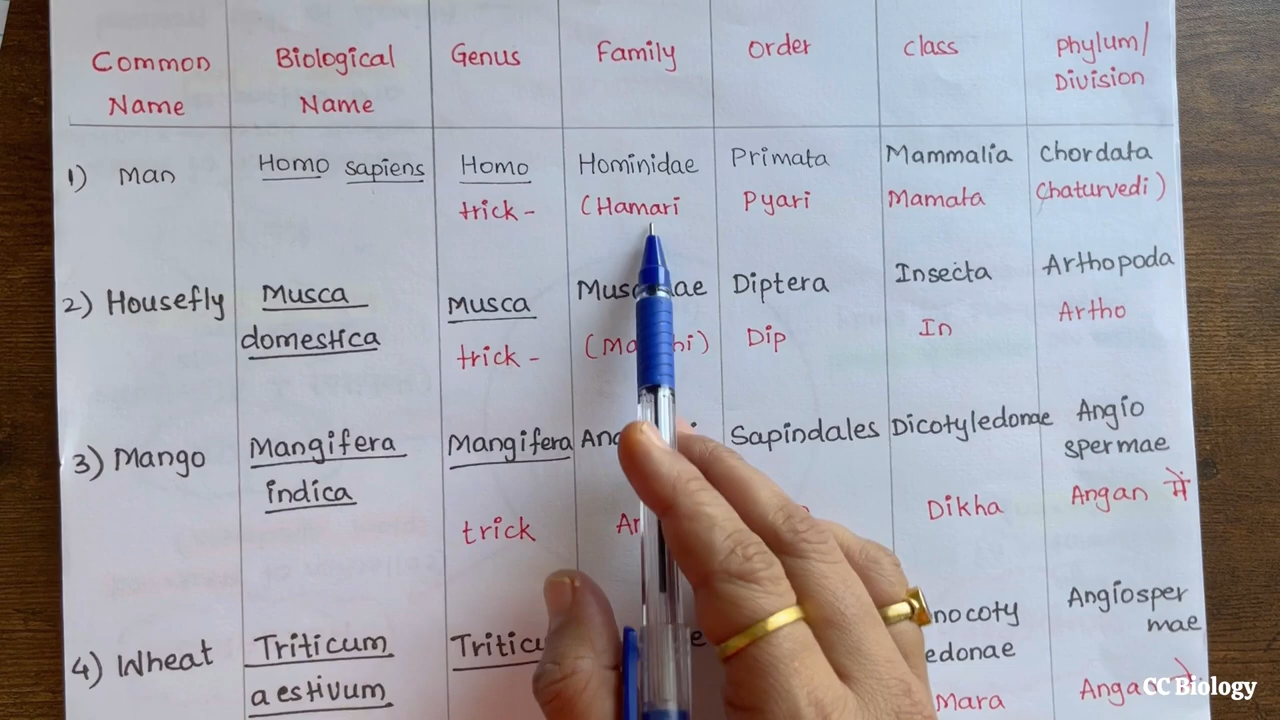 Common Name
Biological Name
Genus
Family
Order
Class
Phylum/ Division
1) Man
Homo sapiens
Homo
Hominidae
Primata
Mammalia
Chordata
trick -
(Hamari
Pyari
Mamata
Chaturvedi)
2) Housefly
Musca domestica
Musca
Diptera
Insecta
Arthopoda
trick -
Dip
In
Artho
3) Mango
Mangifera indica
Mangifera
Sapindales
Dicotyledonae
Angio spermae
trick
Dikha
Angan में
4) Wheat
Triticum aestivum
Angiosper mae
Mara
CC Biology